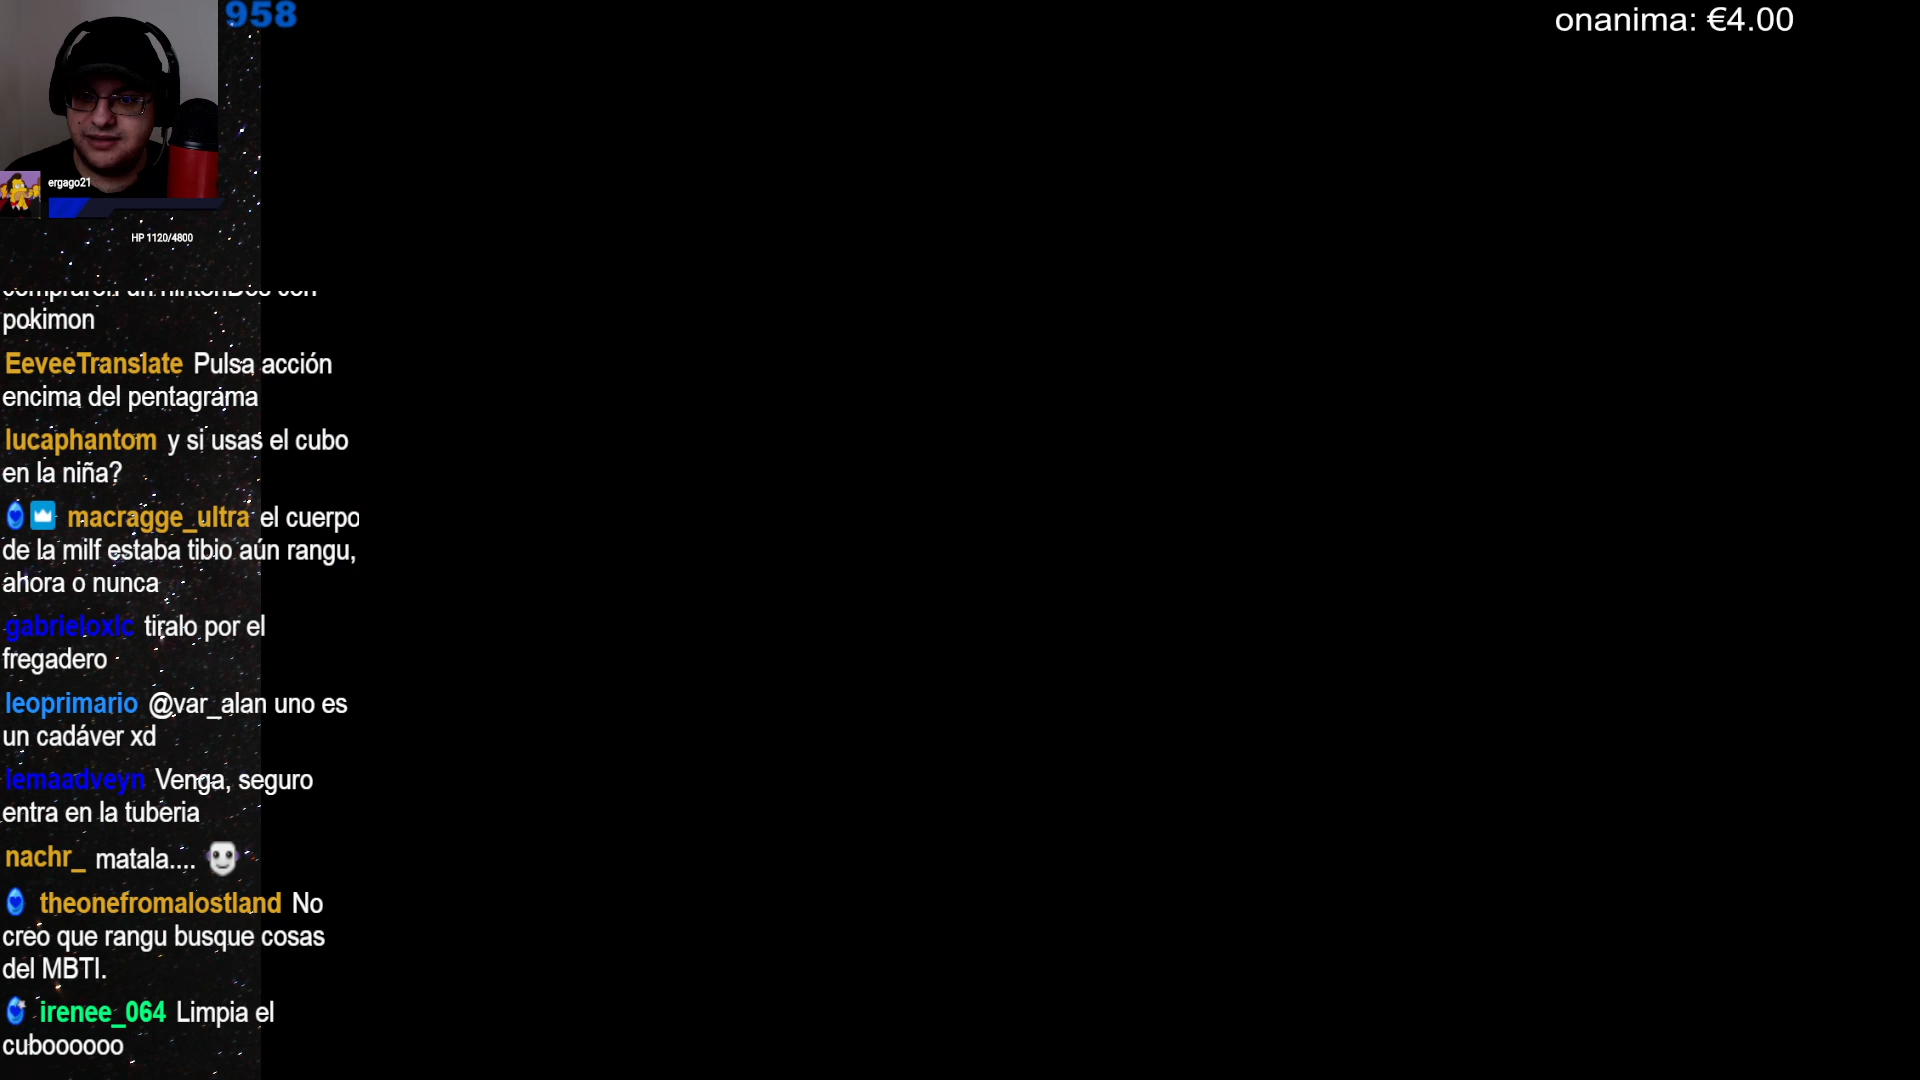 958
onanima: €4.00
ergago21
HP 1120/4800
pokimon
EeveeTranslate Pulsa acción
encima del pentagrama
lucaphantom y si usas el cubo
en la niña?
macragge_ultra el cuerpo
de la milf estaba tibio aún rangu,
ahora o nunca
gabrieloxic tiralo por el
fregadero
leoprimario @var_alan uno es
un cadáver xd
lemaadveyn Venga, seguro
entra en la tuberia
nachr_ matala....
theonefromalostland No
creo que rangu busque cosas
del MBTI.
irenee_064 Limpia el
cuboooooo